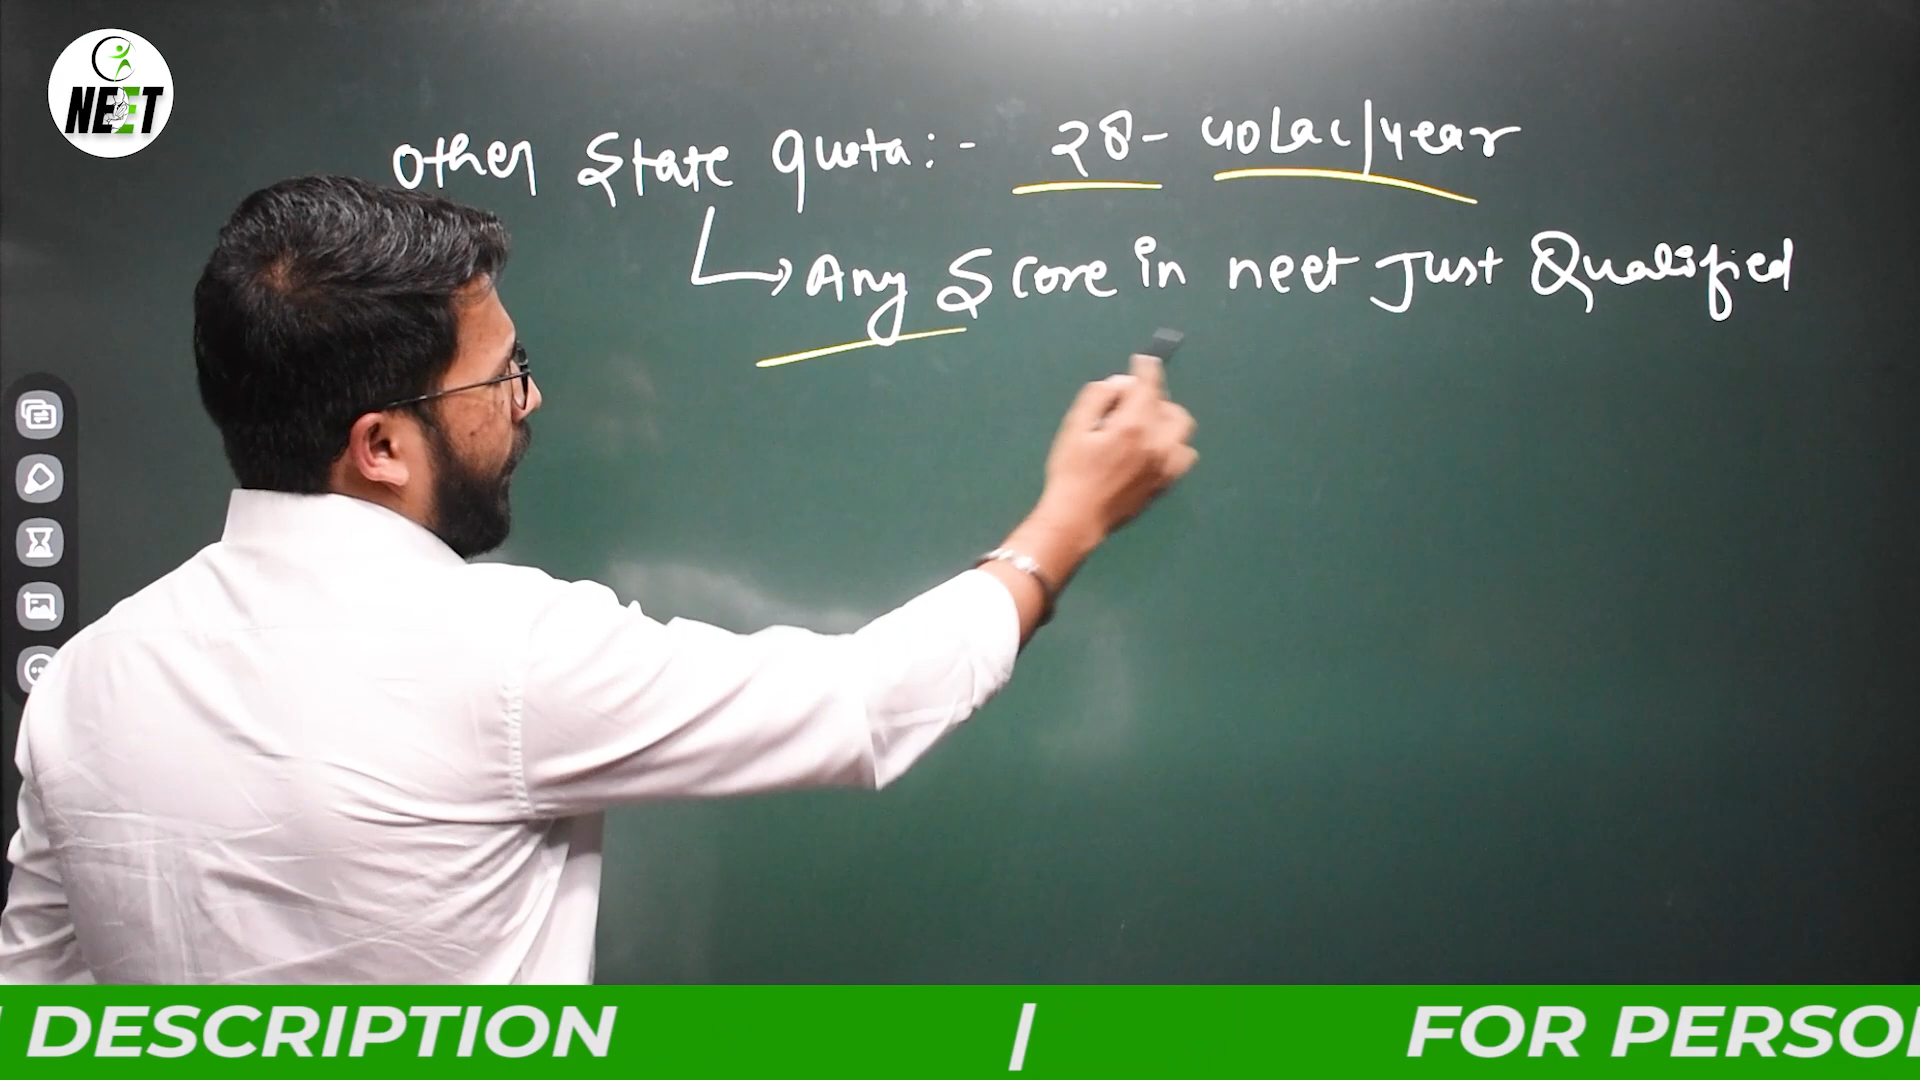 NEET
Other State quota:- 28-40Lac/year
Any Score in neet Just Qualified
DESCRIPTION | FOR PERSO